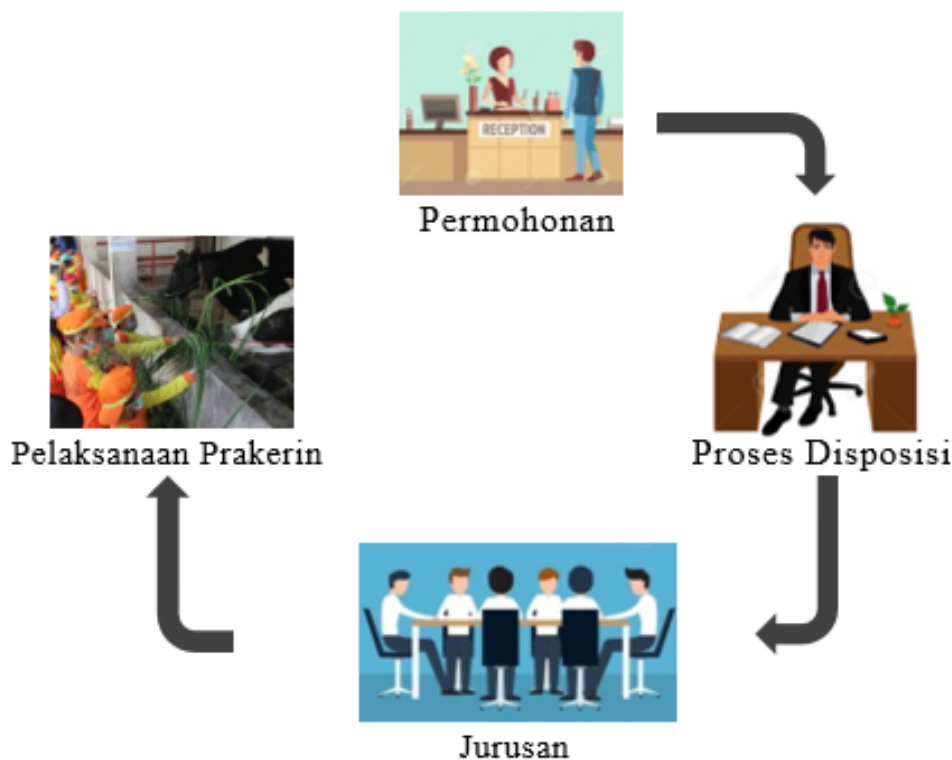 RECEPTION
Permohonan
Proses Disposisi
Pelaksanaan Prakerin
Jurusan